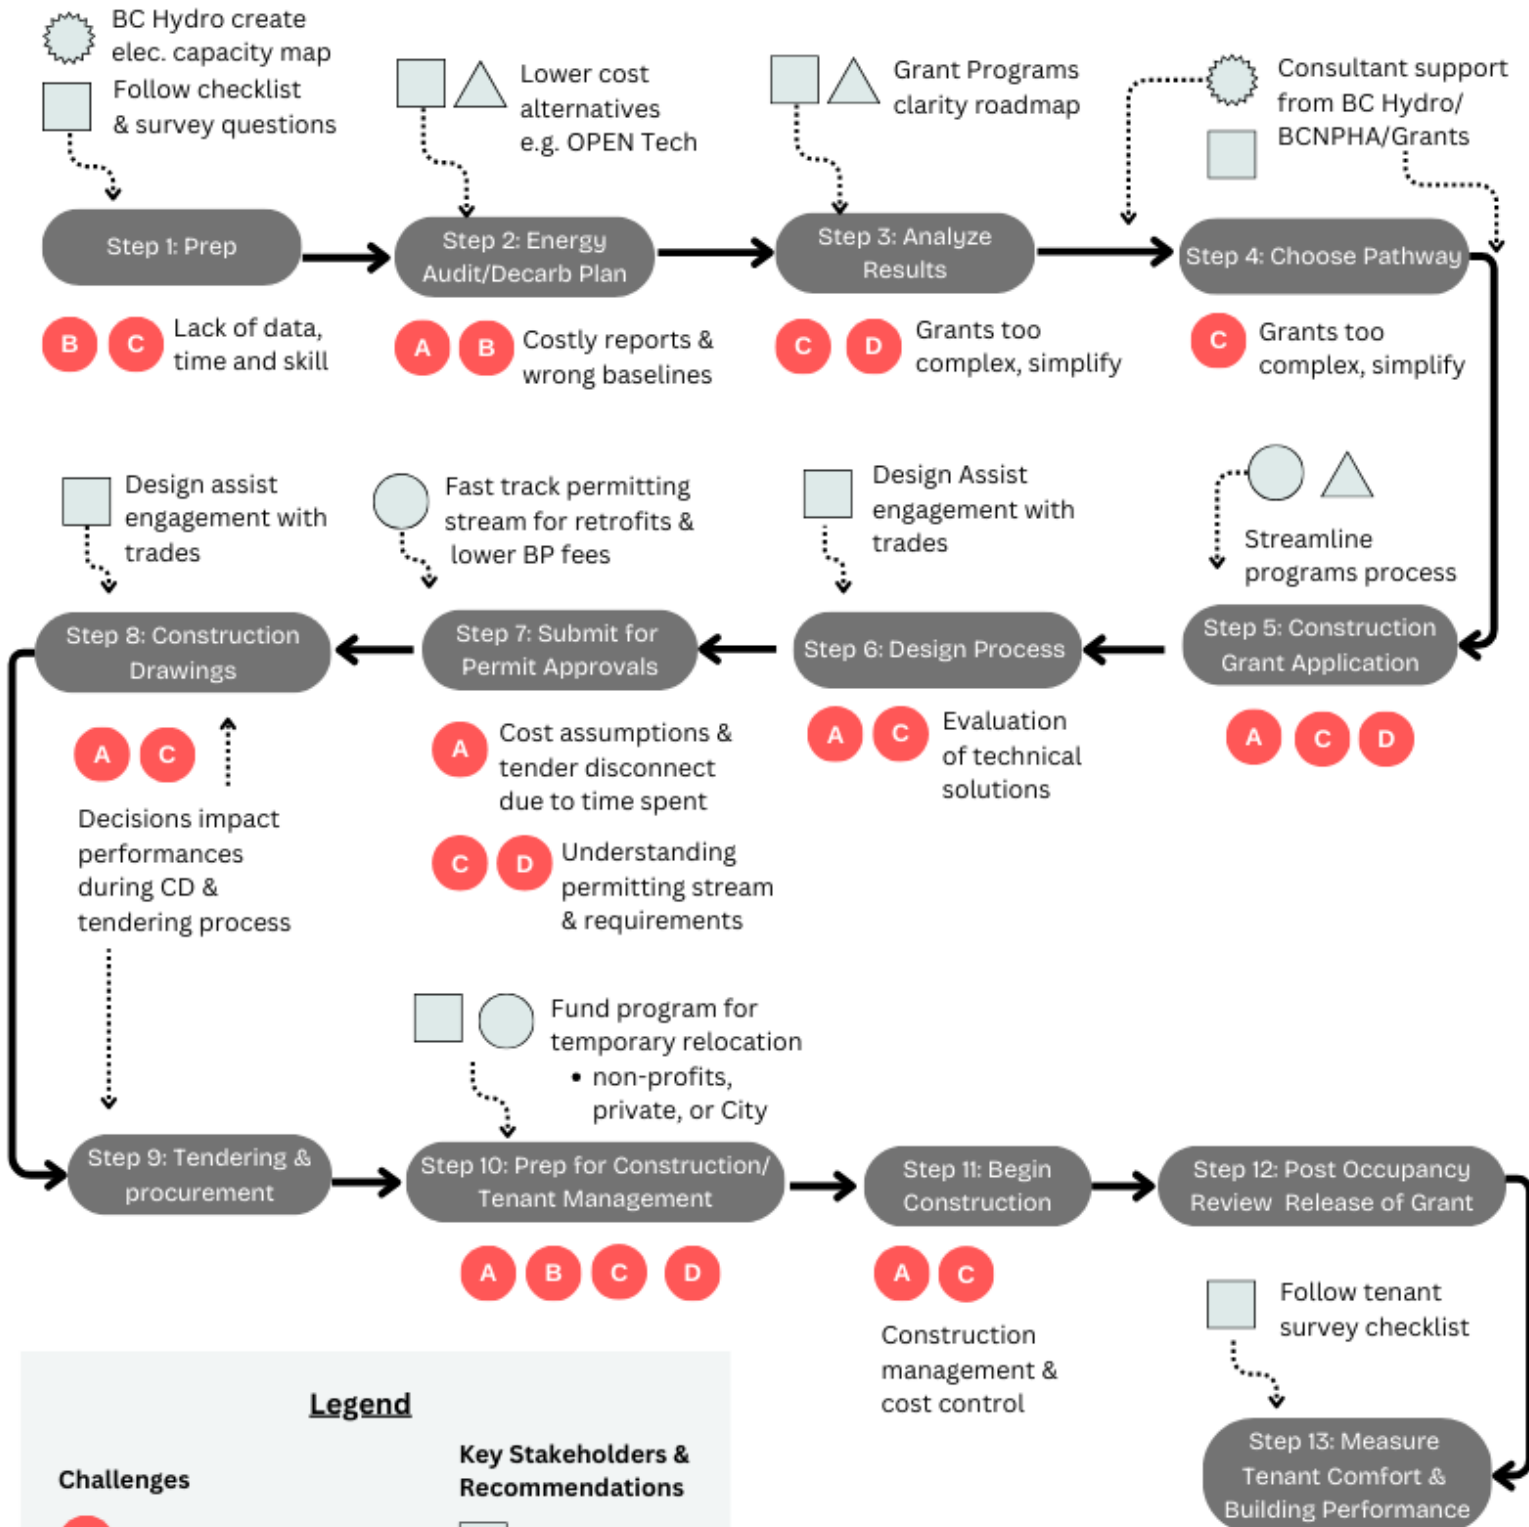 BC Hydro create
elec. capacity map
Follow checklist
& survey questions
Lower cost
alternatives
e.g. OPEN Tech
Grant Programs
clarity roadmap
Consultant support
from BC Hydro/
BCNPHA/Grants
Step 1: Prep
Step 2: Energy
Audit/Decarb Plan
Step 3: Analyze
Results
Step 4: Choose Pathway
B C
Lack of data,
time and skill
A B
Costly reports &
wrong baselines
C D
Grants too
complex, simplify
C
Grants too
complex, simplify
Design assist
engagement with
trades
Fast track permitting
stream for retrofits &
lower BP fees
Design Assist
engagement with
trades
Streamline
programs process
Step 8: Construction
Drawings
Step 7: Submit for
Permit Approvals
Step 6: Design Process
Step 5: Construction
Grant Application
A C
Decisions impact
performances
during CD &
tendering process
A
Cost assumptions &
tender disconnect
due to time spent
C D
Understanding
permitting stream
& requirements
A C
Evaluation
of technical
solutions
A C D
Fund program for
temporary relocation
• non-profits,
private, or City
Step 9: Tendering &
procurement
Step 10: Prep for Construction/
Tenant Management
Step 11: Begin
Construction
Step 12: Post Occupancy
Review Release of Grant
A B C D
A C
Construction
management &
cost control
Follow tenant
survey checklist
Step 13: Measure
Tenant Comfort &
Building Performance
Legend
Challenges
Key Stakeholders &
Recommendations